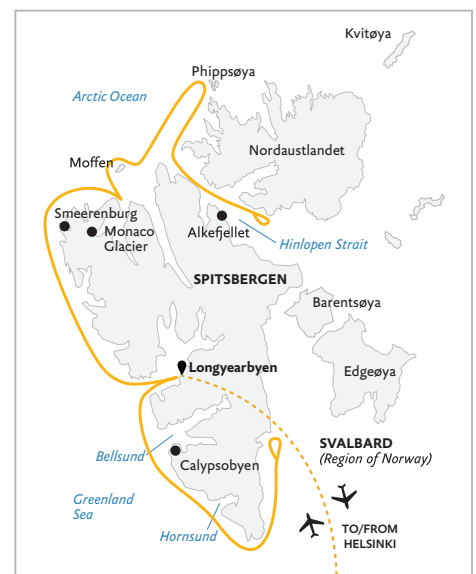 Kvitøya
Phippsøya
Arctic Ocean
Nordaustlandet
Moffen
Smeerenburg
Monaco
Glacier
Alkefjellet
Hinlopen Strait
SPITSBERGEN
Barentsøya
Longyearbyen
Edgeøya
SVALBARD
(Region of Norway)
Bellsund
Calypsobyen
Greenland
Sea
Hornsund
TO/FROM
HELSINKI